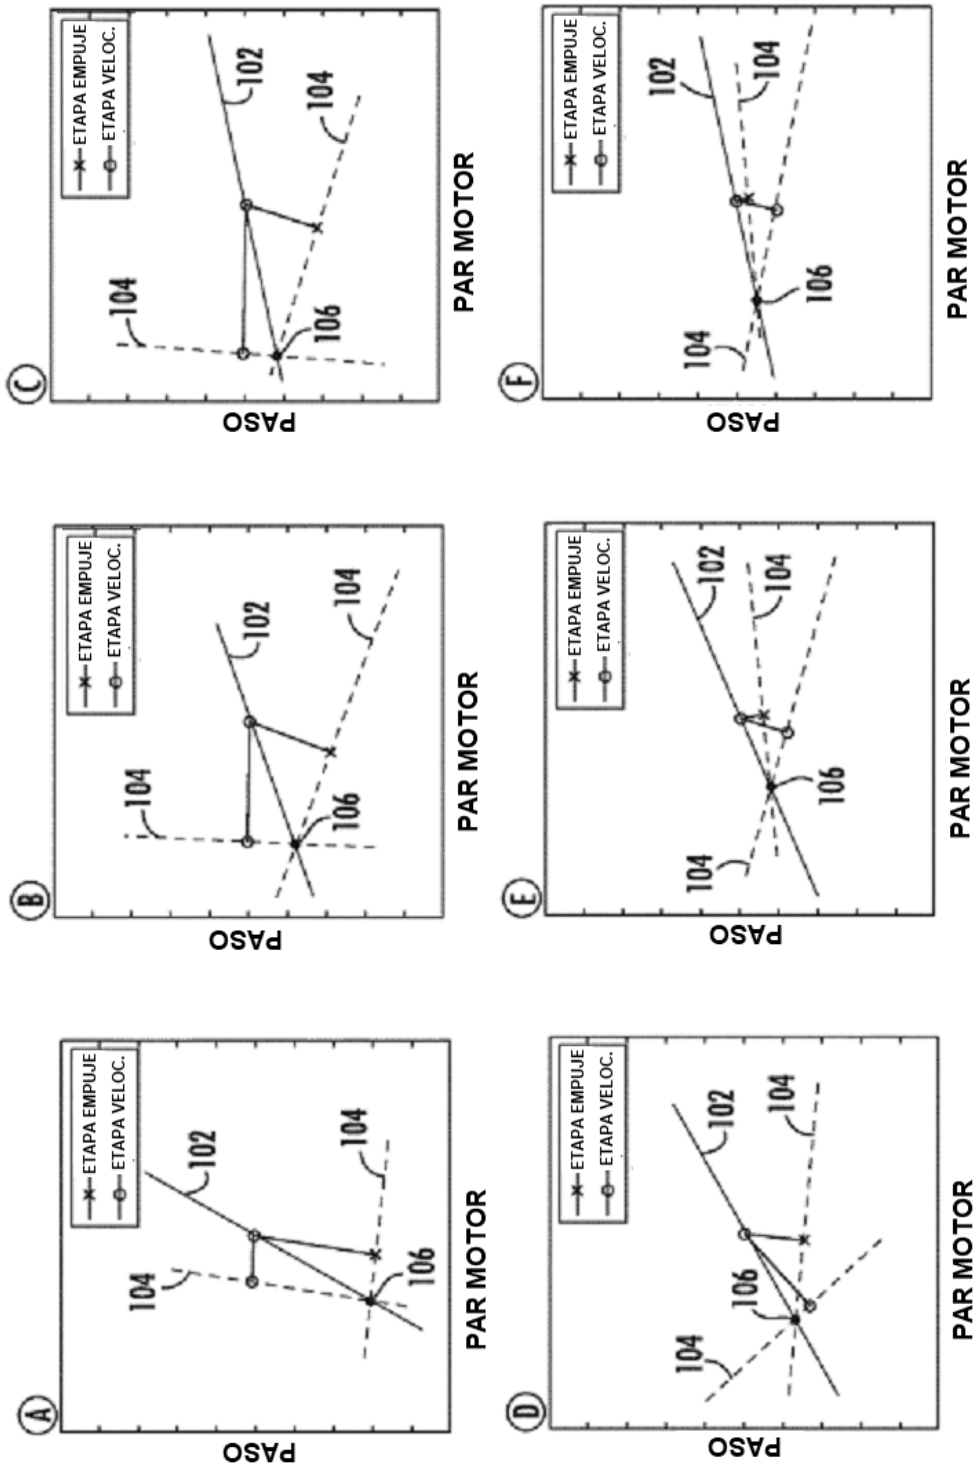 A
ETAPA EMPUJE
ETAPA VELOC.
104
102
104
106
PASO
PAR MOTOR
B
ETAPA EMPUJE
ETAPA VELOC.
104
102
104
106
PASO
PAR MOTOR
C
ETAPA EMPUJE
ETAPA VELOC.
104
102
104
106
PASO
PAR MOTOR
D
ETAPA EMPUJE
ETAPA VELOC.
104
106
102
104
PASO
PAR MOTOR
E
ETAPA EMPUJE
ETAPA VELOC.
102
104
104
106
PASO
PAR MOTOR
F
ETAPA EMPUJE
ETAPA VELOC.
102
104
104
106
PASO
PAR MOTOR